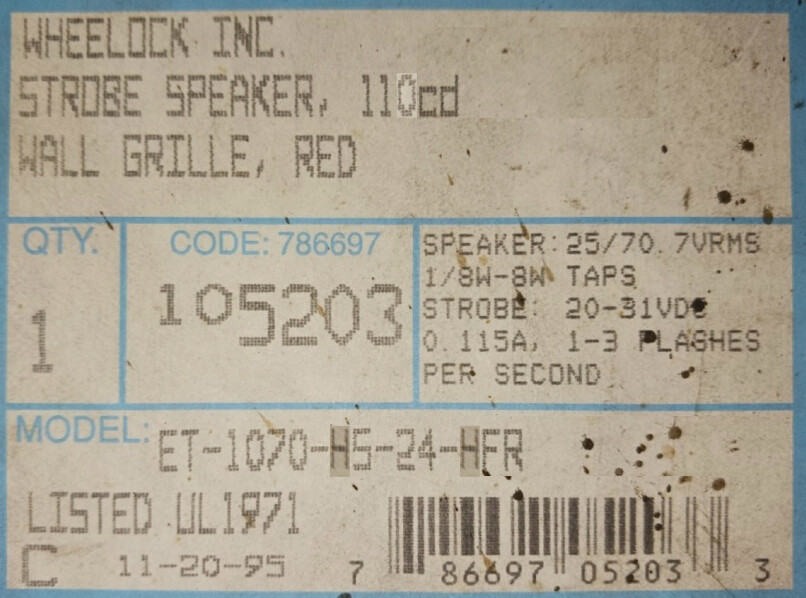 WHEELOCK INC.
STROBE SPEAKER, 110cd
WALL GRILLE, RED
QTY.
1
CODE: 786697
105203
SPEAKER: 25/70.7VRMS
1/8W-8W TAPS
STROBE: 20-31VDC
0.115A, 1-3 FLASHES
PER SECOND
MODEL: ET-1070-HS-24-HFR
LISTED UL1971
C 11-20-95
7 86697 05203 3